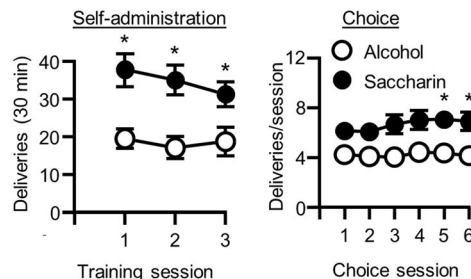 Self-administration
Deliveries (30 min)
40
30
20
10
0
* * *
1 2 3
Training session
Choice
Deliveries/session
12
8
4
0
Alcohol
Saccharin
* *
1 2 3 4 5 6
Choice session